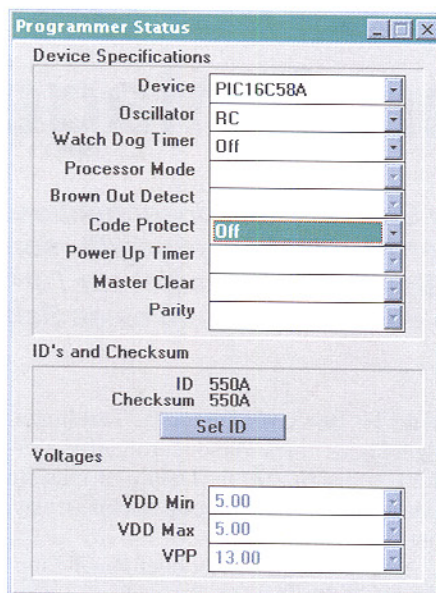 Programmer Status
Device Specifications
Device PIC16C58A
Oscillator RC
Watch Dog Timer Off
Processor Mode
Brown Out Detect
Code Protect Off
Power Up Timer
Master Clear
Parity
ID's and Checksum
ID 550A
Checksum 550A
Set ID
Voltages
VDD Min 5.00
VDD Max 5.00
VPP 13.00